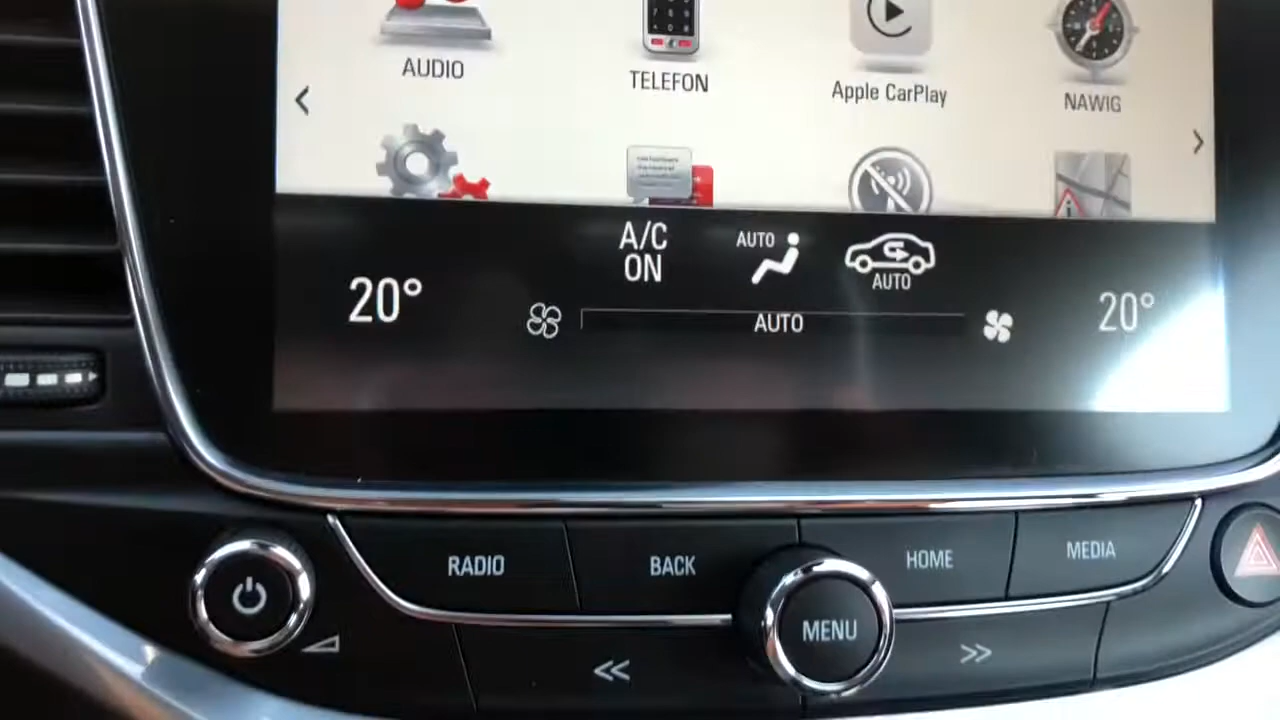 AUDIO
TELEFON
Apple CarPlay
NAWIG
A/C
ON
AUTO
AUTO
20°
AUTO
20°
RADIO
BACK
HOME
MEDIA
MENU